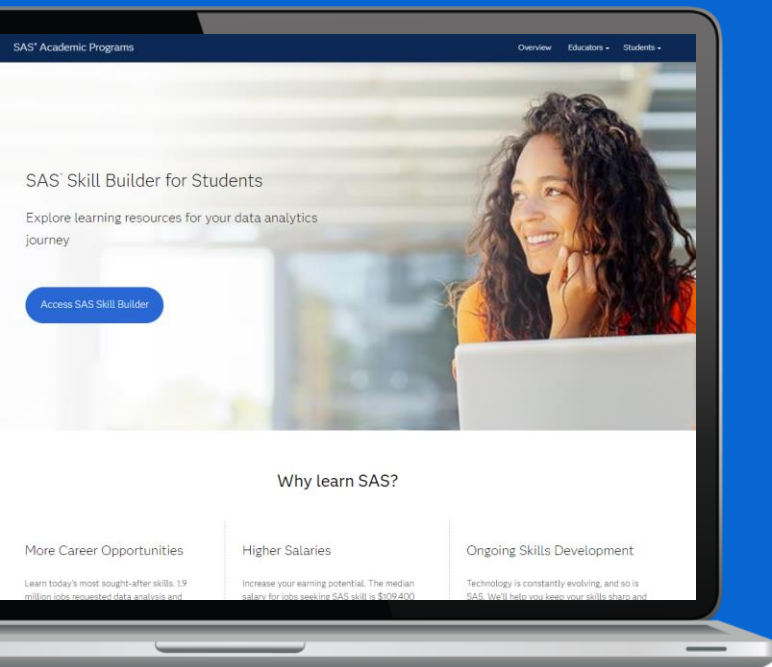 SAS® Academic Programs
Overview Educators Students
SAS® Skill Builder for Students
Explore learning resources for your data analytics
journey
Access SAS Skill Builder
Why learn SAS?
More Career Opportunities
Learn today's most sought-after skills. 1.9
million jobs requested data analysis and
Higher Salaries
Increase your earning potential. The median
salary for jobs seeking SAS skill is $109,400
Ongoing Skills Development
Technology is constantly evolving, and so is
SAS. We'll help you keep your skills sharp and